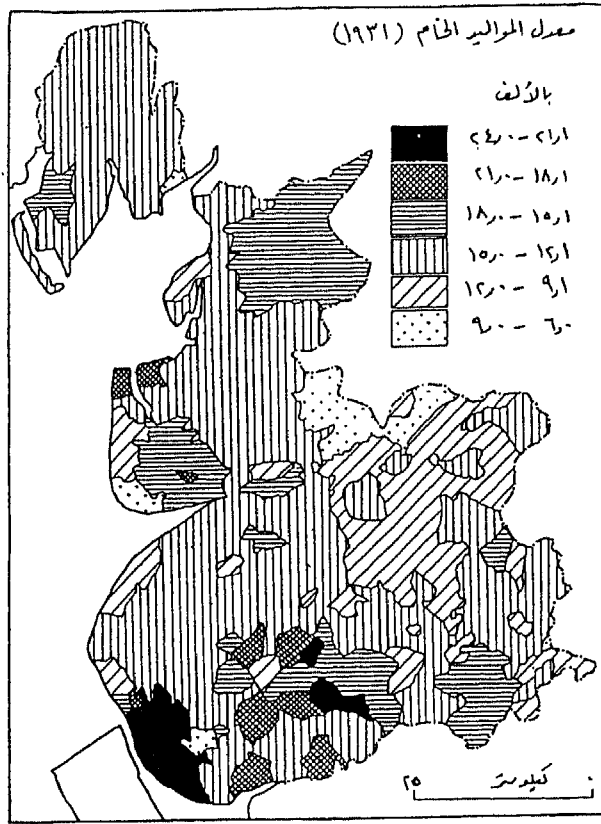 معدل المواليد الخام (١٩٣١)
بالألف
٢١٫١ – ٢٤٫٠
١٨٫١ – ٢١٫٠
١٥٫١ – ١٨٫٠
١٢٫١ – ١٥٫٠
٩٫١ – ١٢٫٠
٦٫٠ – ٩٫٠
٠ كيلومتر ٢٥